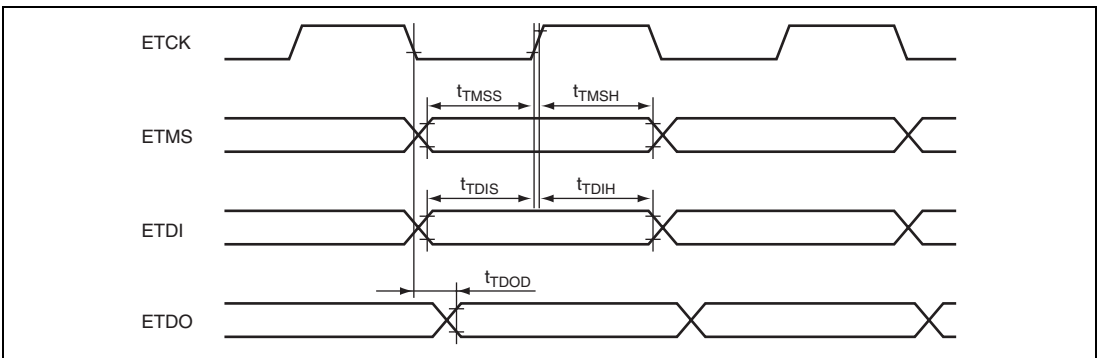 ETCK
tTMSS tTMSH
ETMS
tTDIS tTDIH
ETDI
tTDOD
ETDO